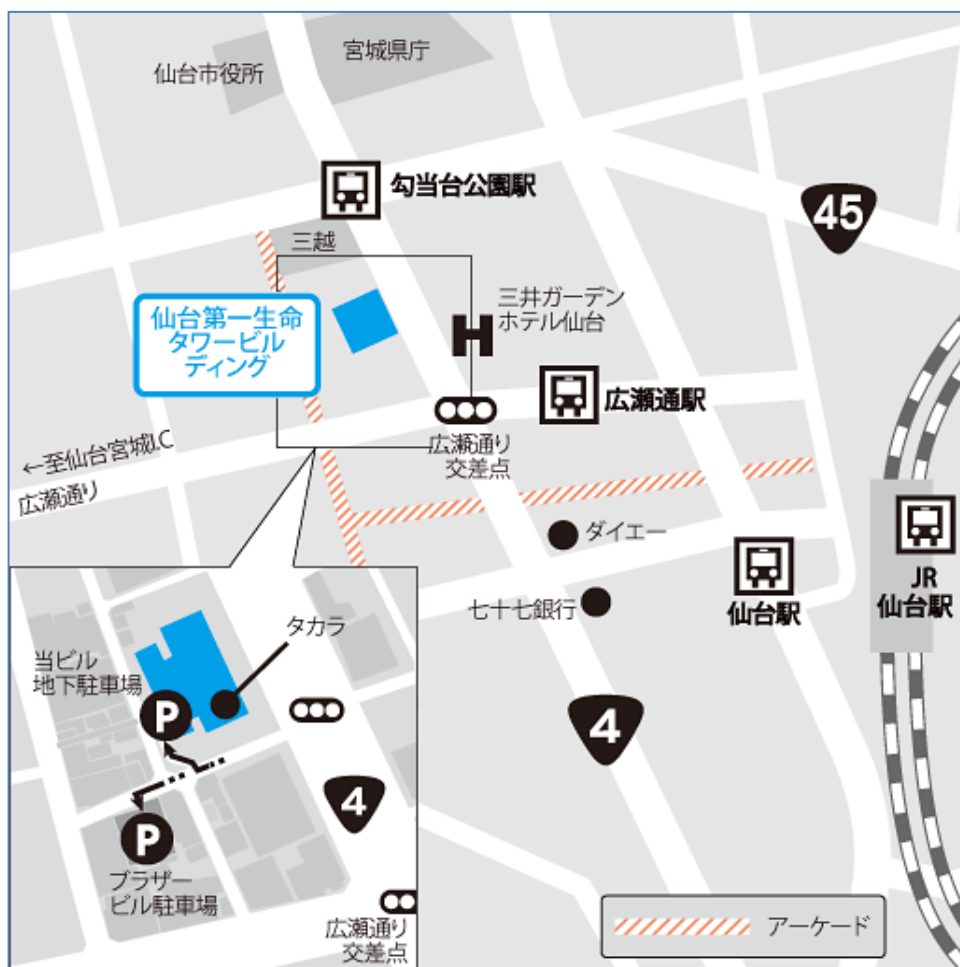 宮城県庁
仙台市役所
勾当台公園駅
45
三越
三井ガーデン
ホテル仙台
仙台第一生命
タワービル
ディング
H
広瀬通駅
広瀬通り
交差点
←至仙台宮城I.C
広瀬通り
ダイエー
JR
仙台駅
七十七銀行
仙台駅
タカラ
当ビル
地下駐車場
P
4
4
P
ブラザー
ビル駐車場
広瀬通り
交差点
アーケード